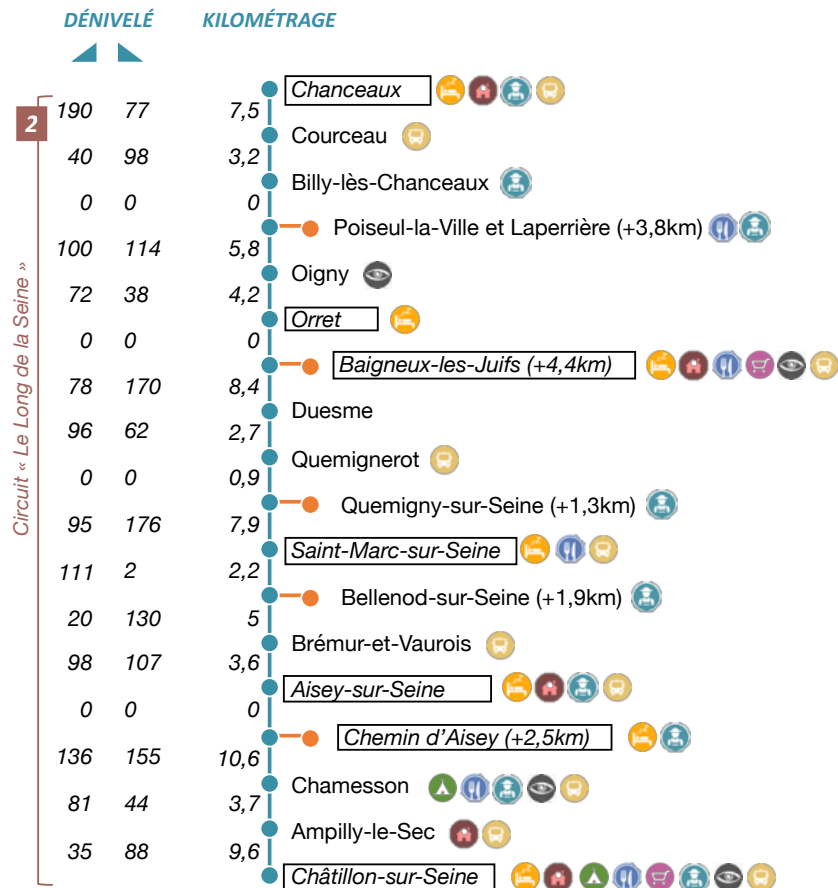 DÉNIVELÉ KILOMÉTRAGE
Chanceaux
2 190 77 7,5
Courceau
40 98 3,2
Billy-lès-Chanceaux
0 0 0
Poiseul-la-Ville et Laperrière (+3,8km)
100 114 5,8
Oigny
72 38 4,2
Orret
0 0 0
Baigneux-les-Juifs (+4,4km)
78 170 8,4
Duesme
96 62 2,7
Quemignerot
0 0 0,9
Quemigny-sur-Seine (+1,3km)
95 176 7,9
Saint-Marc-sur-Seine
111 2 2,2
Bellenod-sur-Seine (+1,9km)
20 130 5
Brémur-et-Vaurois
98 107 3,6
Aisey-sur-Seine
0 0 0
Chemin d'Aisey (+2,5km)
136 155 10,6
Chamesson
81 44 3,7
Ampilly-le-Sec
35 88 9,6
Châtillon-sur-Seine
Circuit « Le Long de la Seine »